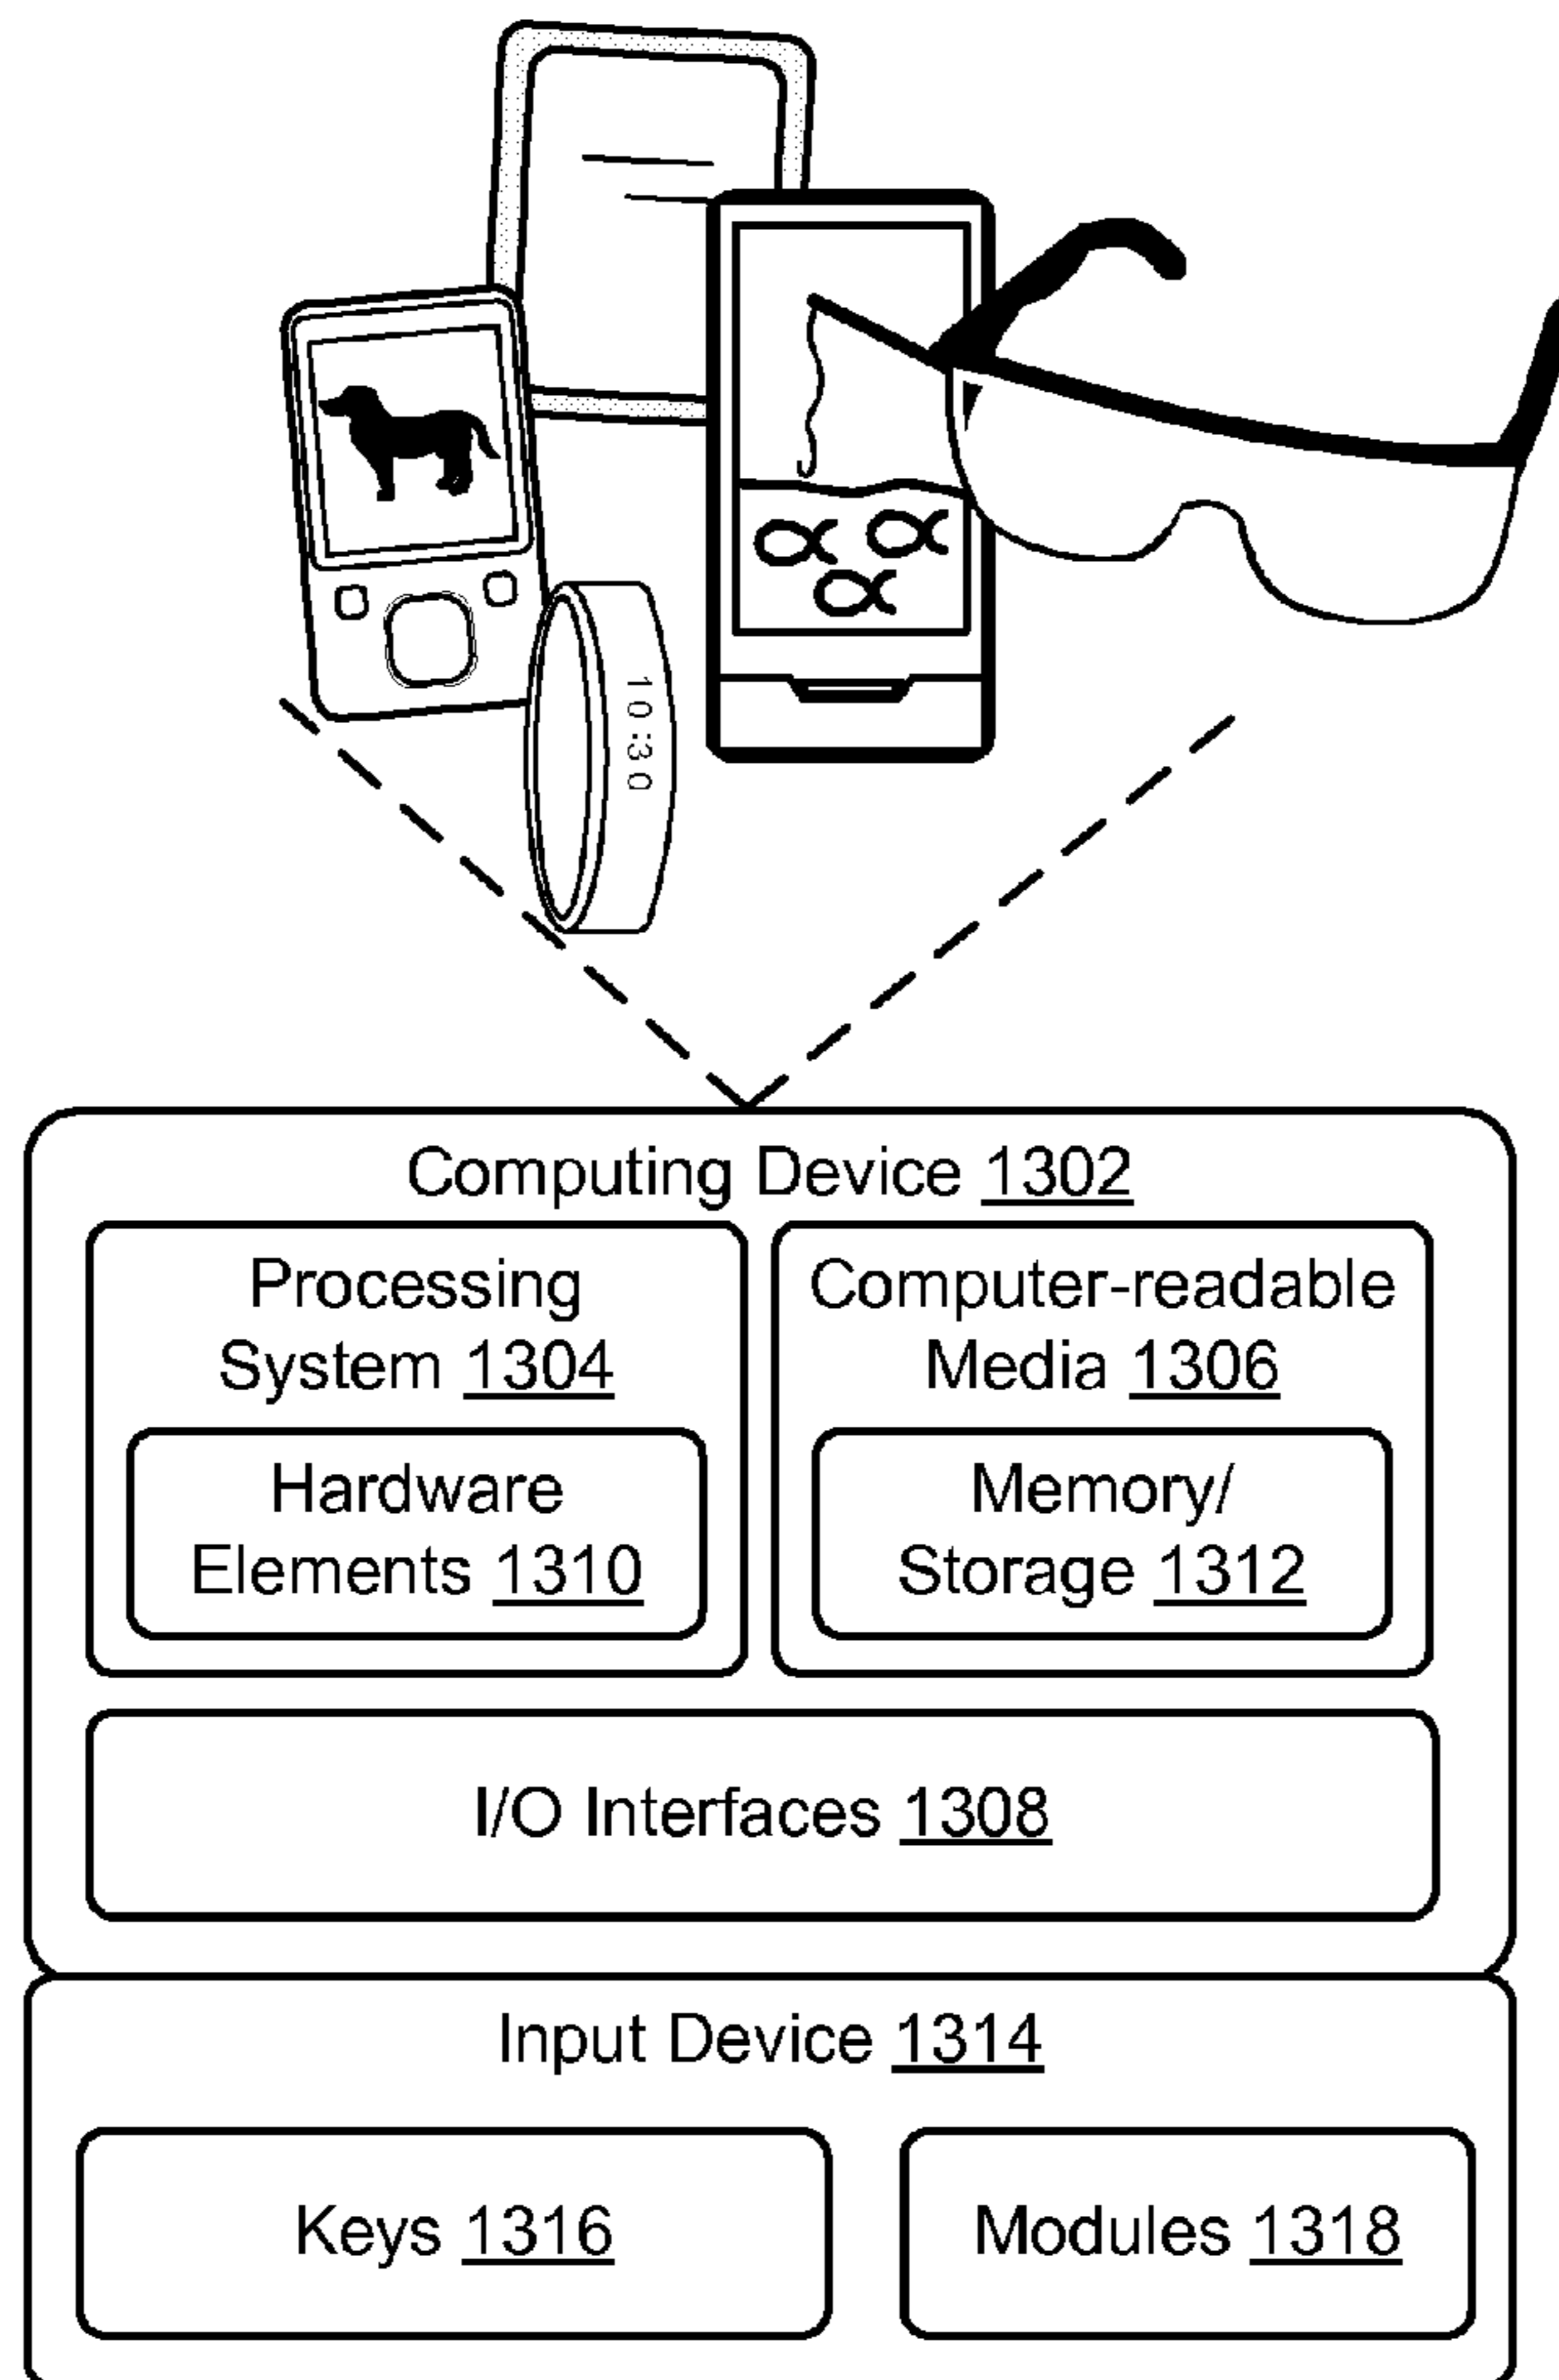 10:30
Computing Device 1302
Processing
System 1304
Computer-readable
Media 1306
Hardware
Elements 1310
Memory/
Storage 1312
I/O Interfaces 1308
Input Device 1314
Keys 1316
Modules 1318